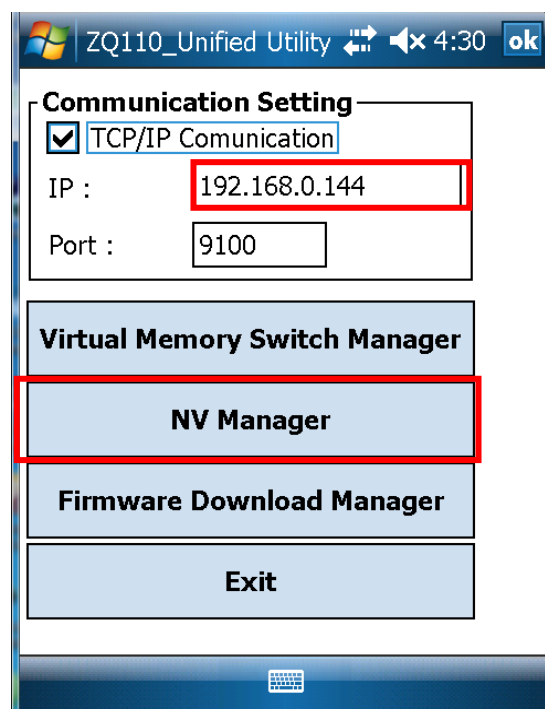 ZQ110_Unified Utility 4:30 ok
Communication Setting
TCP/IP Comunication
IP : 192.168.0.144
Port : 9100
Virtual Memory Switch Manager
NV Manager
Firmware Download Manager
Exit